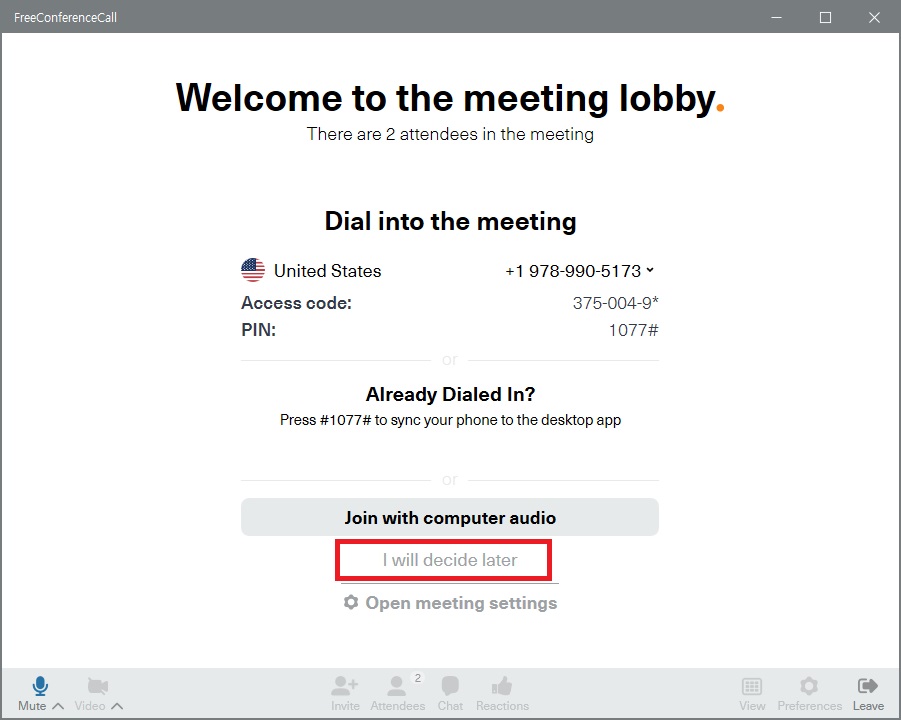 FreeConferenceCall
Welcome to the meeting lobby.
There are 2 attendees in the meeting
Dial into the meeting
United States +1 978-990-5173
Access code: 375-004-9*
PIN: 1077#
or
Already Dialed In?
Press #1077# to sync your phone to the desktop app
or
Join with computer audio
I will decide later
Open meeting settings
2
Mute Video Invite Attendees Chat Reactions View Preferences Leave